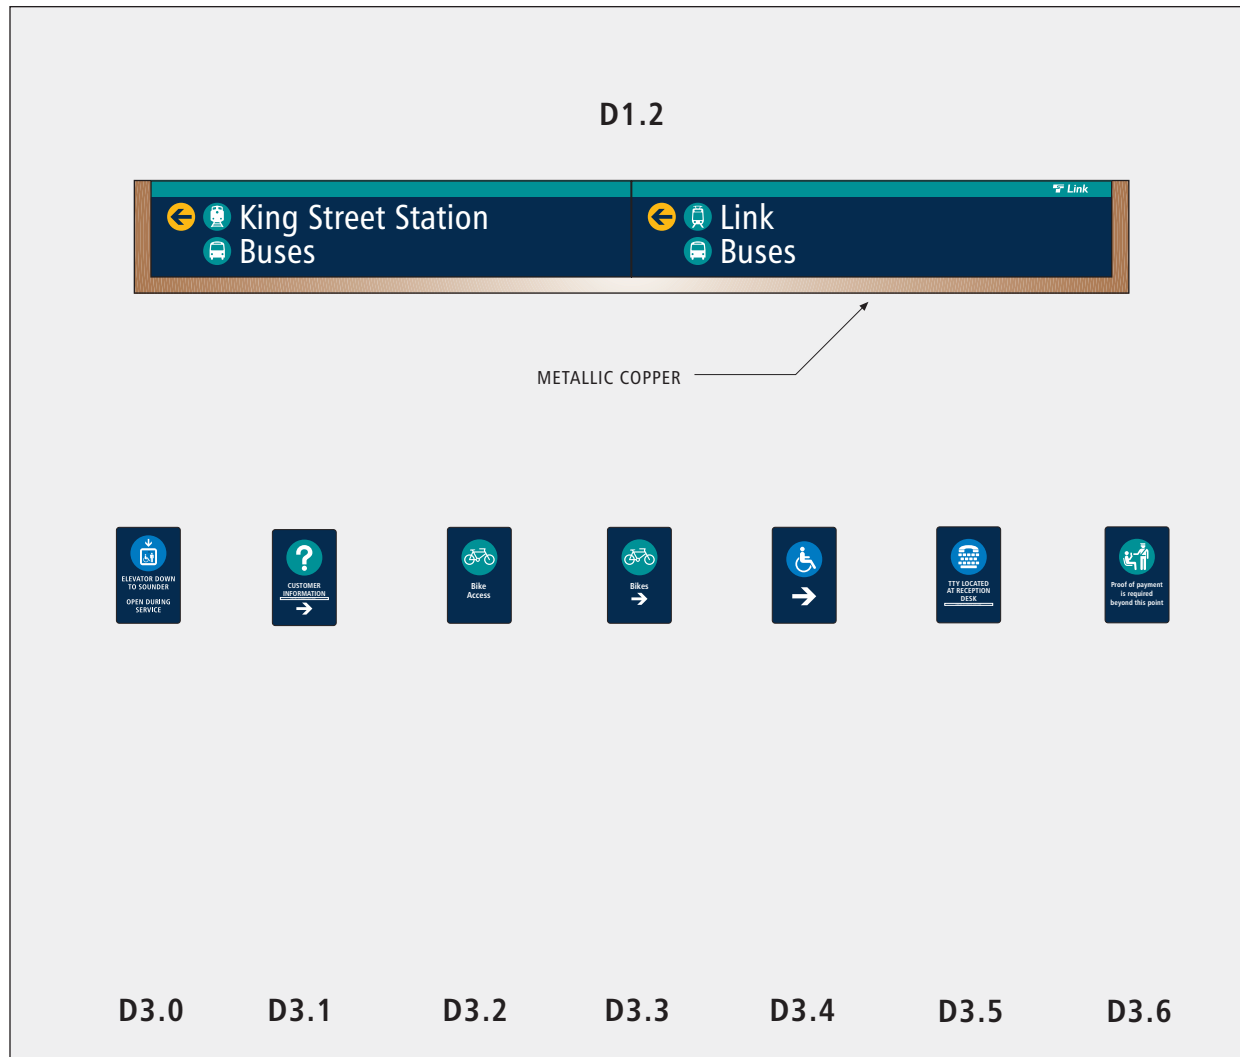 D1.2
Link
King Street Station
Buses
Link
Buses
METALLIC COPPER
ELEVATOR DOWN
TO SOUNDER
OPEN DURING
SERVICE
CUSTOMER
INFORMATION
Bike
Access
Bikes
TTY LOCATED
AT RECEPTION
DESK
Proof of payment
is required
beyond this point
D3.0
D3.1
D3.2
D3.3
D3.4
D3.5
D3.6